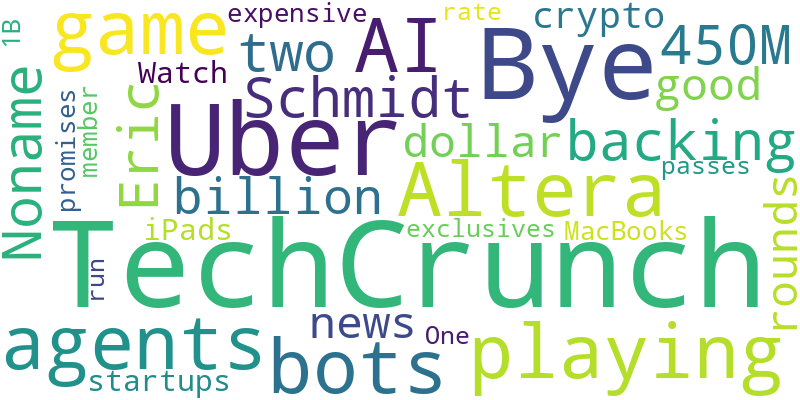 1B
expensive
rate
crypto
game
two
AI
Bye
450M
Watch
good
Schmidt
Noname
promises
member
Eric
Uber
dollar
backing
passes
billion
Altera
rounds
iPads
exclusives
MacBooks
TechCrunch
run
news
One
agents
bots
playing
startups